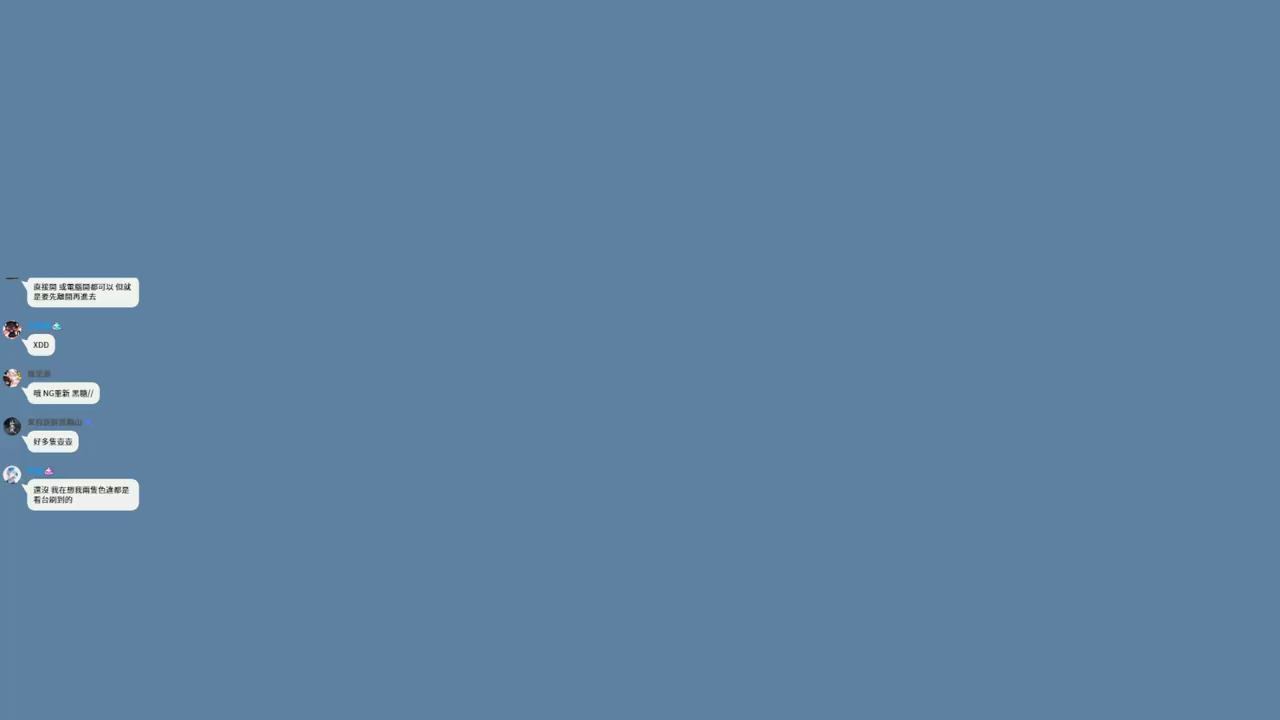 直接開 或電腦開都可以 但就
是要先離開再進去
XDD
哦 NG重新 黑糖//
好多隻壺壺
還沒 我在想我兩隻色違都是
看台刷到的